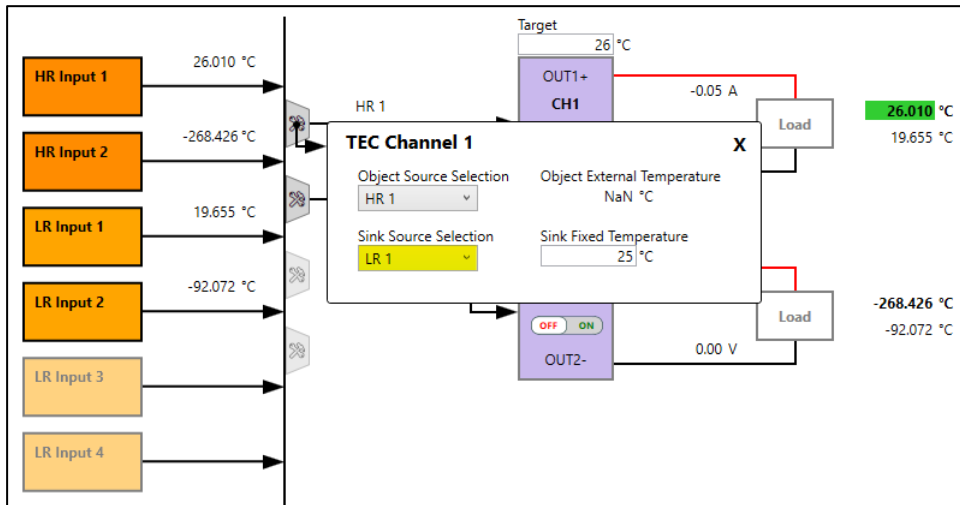 Target
26 °C
26.010 °C
HR Input 1
OUT1+
CH1
-0.05 A
HR 1
Load
26.010 °C
19.655 °C
-268.426 °C
HR Input 2
TEC Channel 1
X
Object Source Selection
Object External Temperature
HR 1
NaN °C
19.655 °C
LR Input 1
Sink Source Selection
Sink Fixed Temperature
LR 1
25 °C
-92.072 °C
LR Input 2
Load
-268.426 °C
-92.072 °C
OFF ON
OUT2-
0.00 V
LR Input 3
LR Input 4